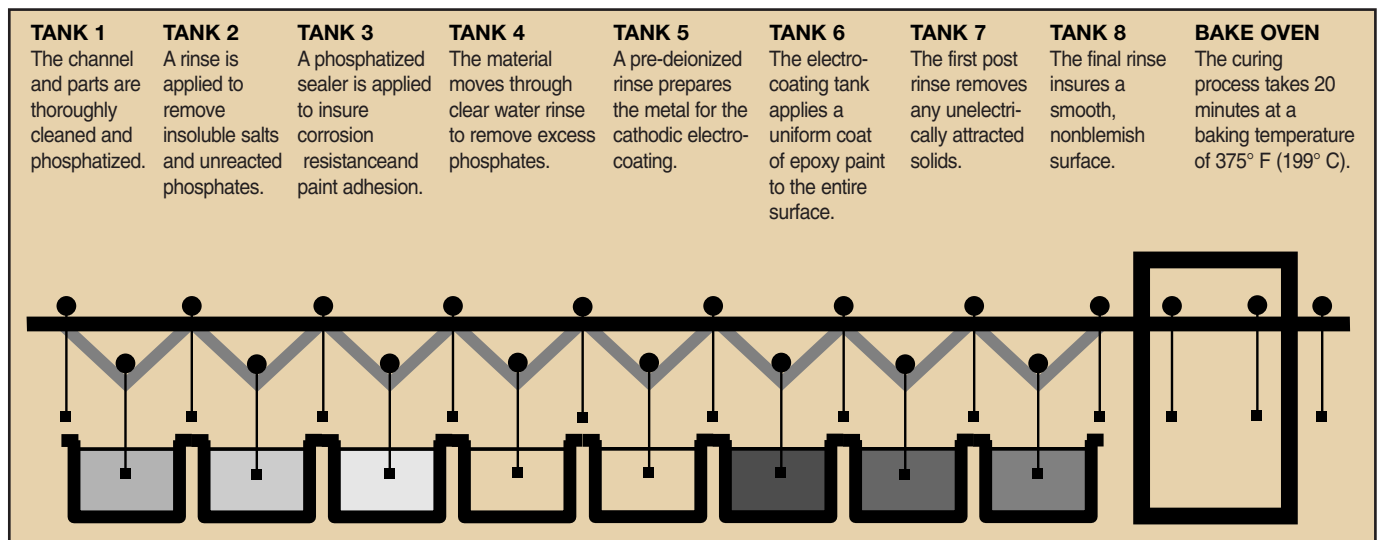 TANK 1
The channel
and parts are
thoroughly
cleaned and
phosphatized.
TANK 2
A rinse is
applied to
remove
insoluble salts
and unreacted
phosphates.
TANK 3
A phosphatized
sealer is applied
to insure
corrosion
resistanceand
paint adhesion.
TANK 4
The material
moves through
clear water rinse
to remove excess
phosphates.
TANK 5
A pre-deionized
rinse prepares
the metal for the
cathodic electro-
coating.
TANK 6
The electro-
coating tank
applies a
uniform coat
of epoxy paint
to the entire
surface.
TANK 7
The first post
rinse removes
any unelectri-
cally attracted
solids.
TANK 8
The final rinse
insures a
smooth,
nonblemish
surface.
BAKE OVEN
The curing
process takes 20
minutes at a
baking temperature
of 375° F (199° C).